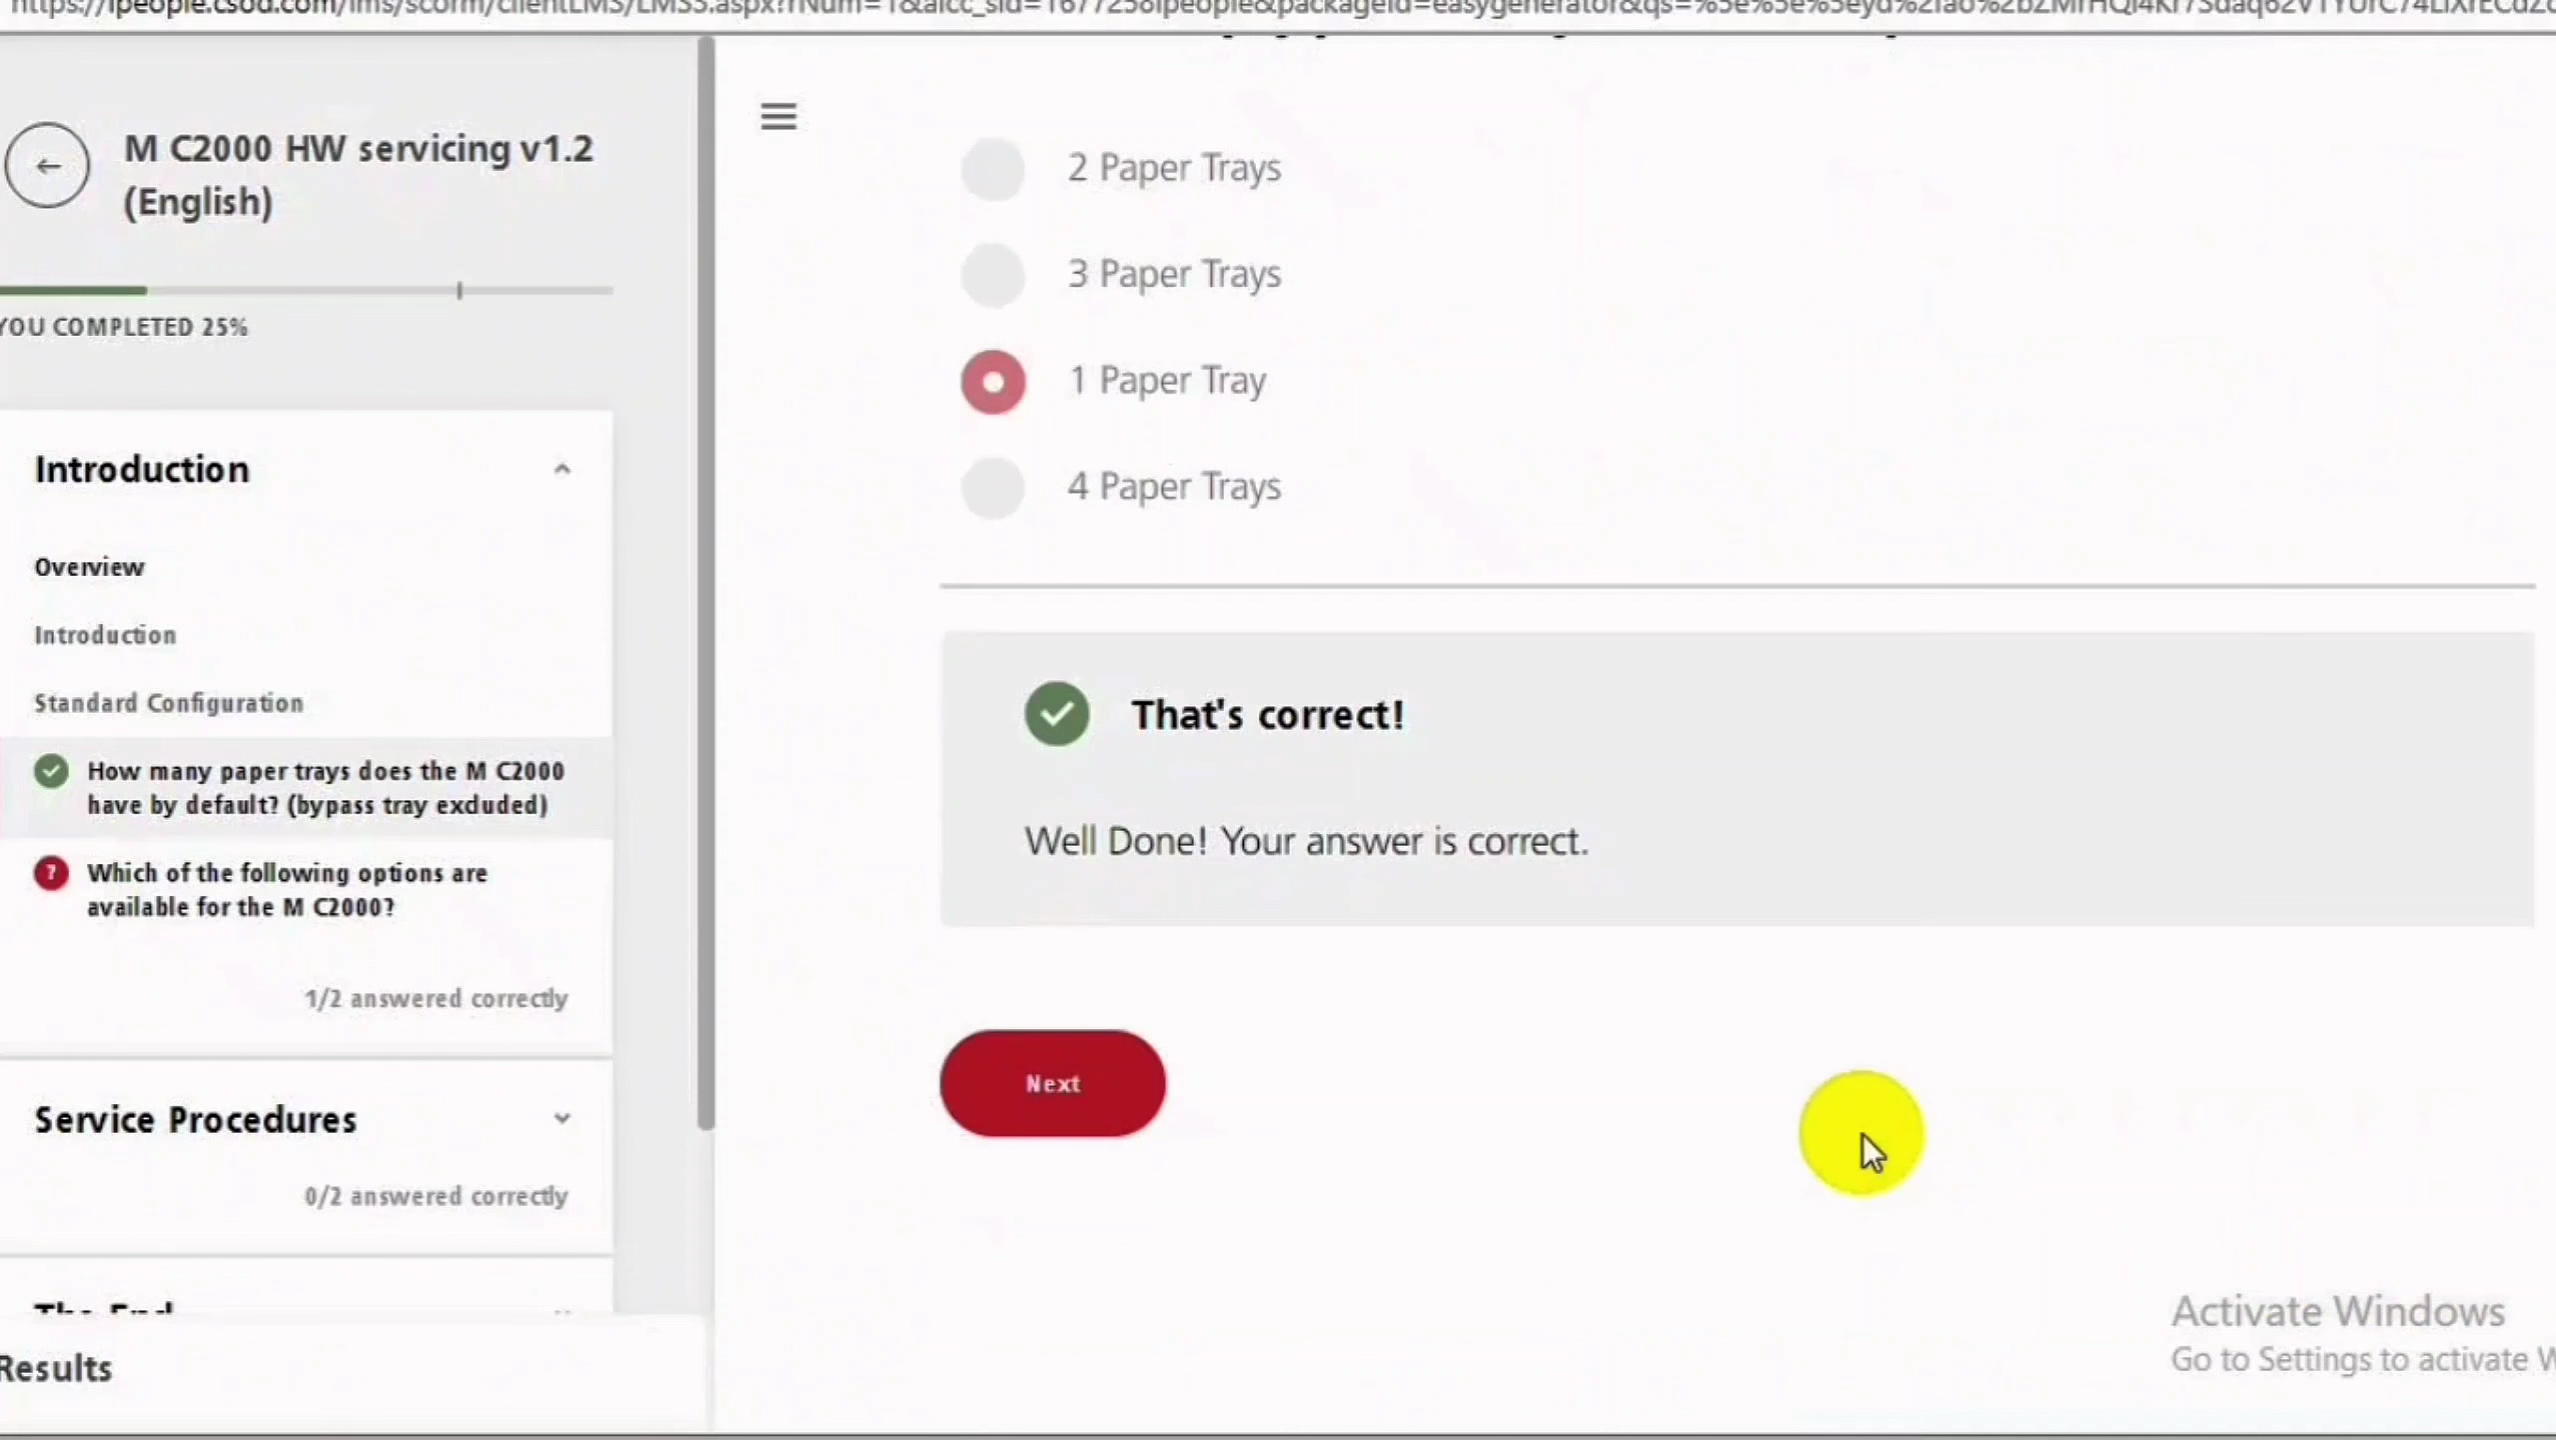 M C2000 HW servicing v1.2
(English)
YOU COMPLETED 25%
Introduction
Overview
Introduction
Standard Configuration
How many paper trays does the M C2000
have by default? (bypass tray excluded)
? Which of the following options are
available for the M C2000?
1/2 answered correctly
Service Procedures
0/2 answered correctly
The End
Results
2 Paper Trays
3 Paper Trays
1 Paper Tray
4 Paper Trays
That's correct!
Well Done! Your answer is correct.
Next
Activate Windows
Go to Settings to activate W